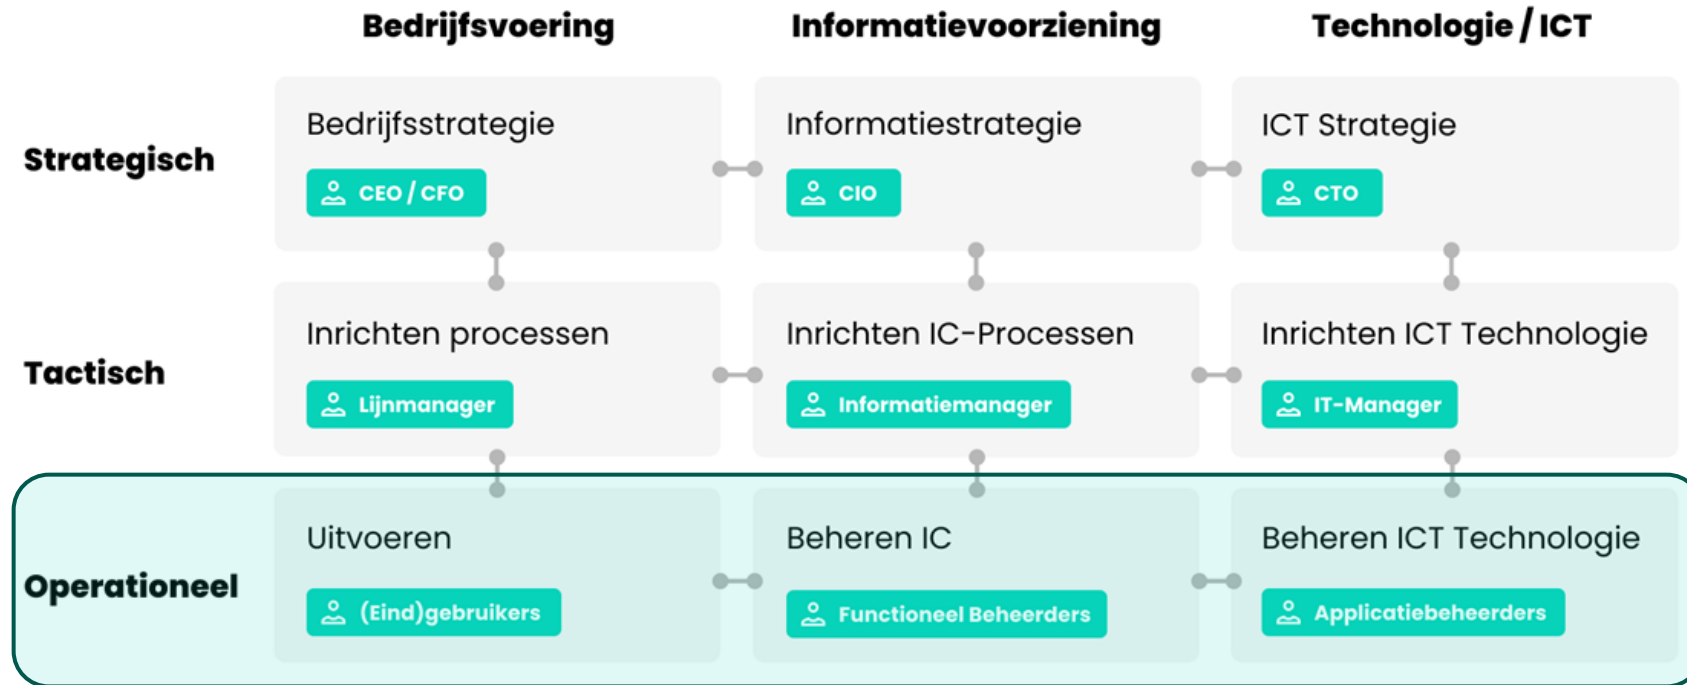 Bedrijfsvoering
Informatievoorziening
Technologie / ICT
Strategisch
Bedrijfsstrategie
CEO / CFO
Informatiestrategie
CIO
ICT Strategie
CTO
Tactisch
Inrichten processen
Lijnmanager
Inrichten IC-Processen
Informatiemanager
Inrichten ICT Technologie
IT-Manager
Operationeel
Uitvoeren
(Eind)gebruikers
Beheren IC
Functioneel Beheerders
Beheren ICT Technologie
Applicatiebeheerders